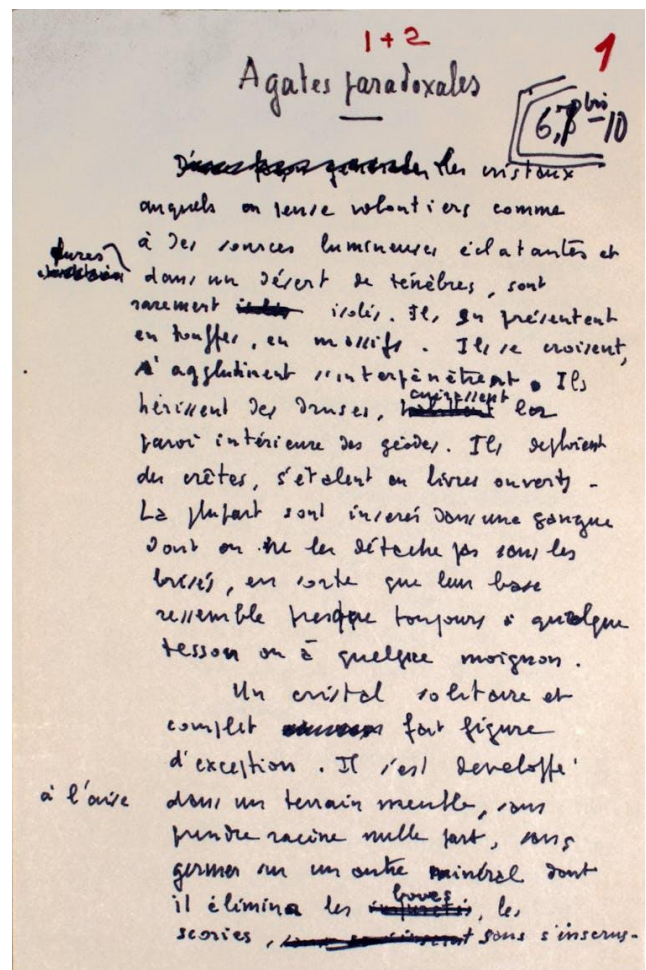 1 + 2
1
Agates paradoxales
6,7 bis - 10
les cristaux
auxquels on pense volontiers comme
à des sources lumineuses éclatantes et
dures
dans un désert de ténèbres, sont
rarement isolés. Ils se présentent
en touffes, en massifs. Ils se croisent,
s'agglutinent s'interpénètrent. Ils
hérissent des druses,
paroi intérieure des géodes. Ils déploient
des crêtes, s'étalent en livres ouverts -
La plupart sont insérés dans une gangue
dont on ne les détache pas sans les
brisés, en sorte que leur base
ressemble presque toujours à quelque
tesson ou à quelque moignon.
Un cristal solitaire et
complet fait figure
d'exception. Il s'est developpé
à l'aise dans un terrain meuble, sans
prendre racine nulle part, sans
germer sur un autre minéral dont
boues
il élimina les , les
scories, sans s'incrus-